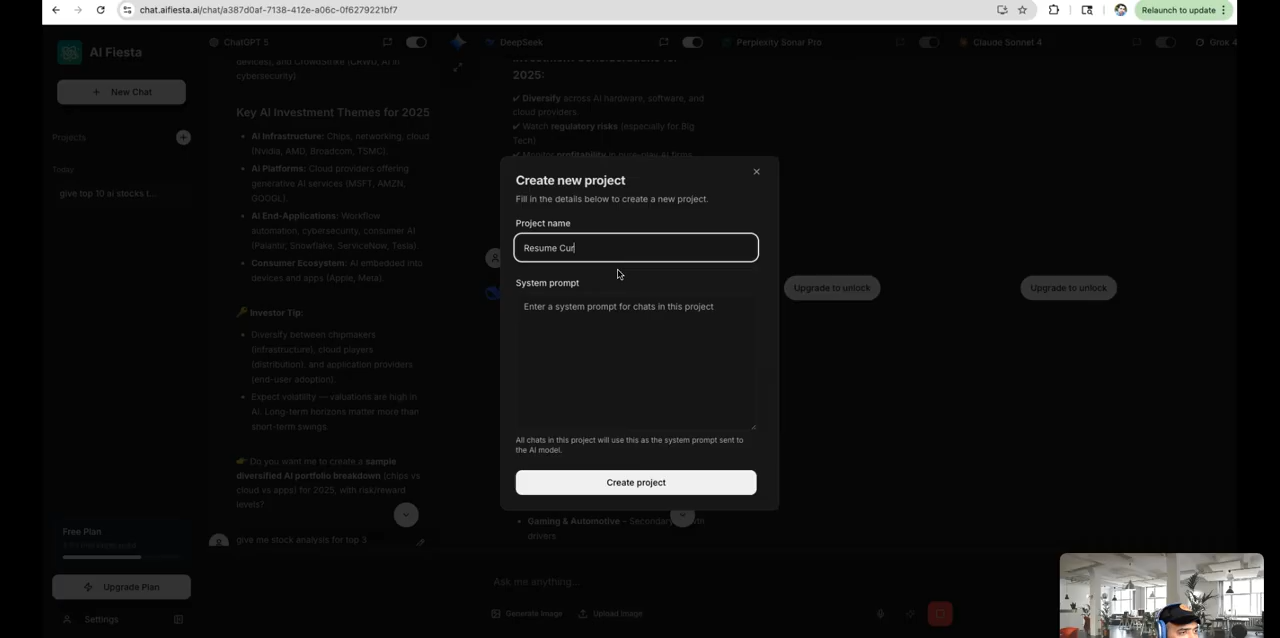 chat.aifiesta.ai/chat/a387d0af-7138-412e-a06c-0f6279221bf7
Relaunch to update
AI Fiesta
New Chat
Projects
Today
give top 10 ai stocks t...
Free Plan
Upgrade Plan
Settings
ChatGPT 5
devices), and CrowdStrike (CRWD, AI in
cybersecurity).
Key AI Investment Themes for 2025
AI Infrastructure: Chips, networking, cloud
(Nvidia, AMD, Broadcom, TSMC).
AI Platforms: Cloud providers offering
generative AI services (MSFT, AMZN,
GOOGL).
AI End-Applications: Workflow
automation, cybersecurity, consumer AI
(Palantir, Snowflake, ServiceNow, Tesla)
Consumer Ecosystem: AI embedded into
devices and apps (Apple, Meta).
Investor Tip:
Diversify between chipmakers
(infrastructure), cloud players
(distribution), and application providers
(end-user adoption).
Expect volatility — valuations are high in
AI. Long-term horizons matter more than
short-term swings.
Do you want me to create a sample
diversified AI portfolio breakdown (chips vs
cloud vs apps) for 2025, with risk/reward
levels?
give me stock analysis for top 3
DeepSeek
2025:
✔ Diversify across AI hardware, software, and
cloud providers.
✔ Watch regulatory risks (especially for Big
Tech)
Create new project
Fill in the details below to create a new project.
Project name
Resume Cur
System prompt
Enter a system prompt for chats in this project
All chats in this project will use this as the system prompt sent to
the AI model.
Create project
Gaming & Automotive –
drivers
Perplexity Sonar Pro
Upgrade to unlock
Claude Sonnet 4
Upgrade to unlock
Grok 4
Ask me anything...
Generate Image
Upload Image